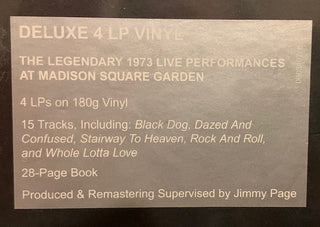 DELUXE 4 LP VINYL
THE LEGENDARY 1973 LIVE PERFORMANCES
AT MADISON SQUARE GARDEN
4 LPs on 180g Vinyl
15 Tracks, Including: Black Dog, Dazed And
Confused, Stairway To Heaven, Rock And Roll,
and Whole Lotta Love
28-Page Book
Produced & Remastering Supervised by Jimmy Page